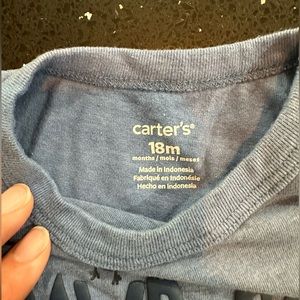 carter's®
18m
months / mois / meses
Made in Indonesia
Fabriqué en Indonésie
Hecho en Indonesia